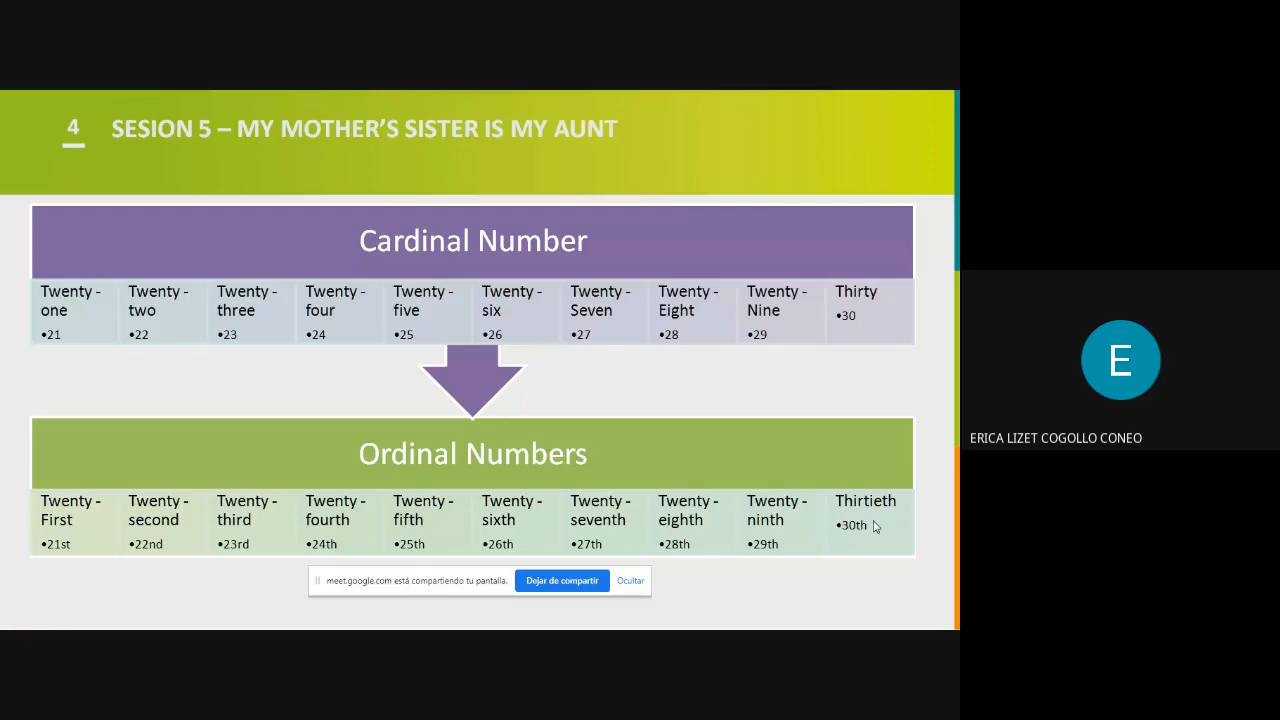 4
SESION 5 – MY MOTHER'S SISTER IS MY AUNT
Cardinal Number
Twenty -
one
•21
Twenty -
two
•22
Twenty -
three
•23
Twenty -
four
•24
Twenty -
five
•25
Twenty -
six
•26
Twenty -
Seven
•27
Twenty -
Eight
•28
Twenty -
Nine
•29
Thirty
•30
Ordinal Numbers
Twenty -
First
•21st
Twenty -
second
•22nd
Twenty -
third
•23rd
Twenty -
fourth
•24th
Twenty -
fifth
•25th
Twenty -
sixth
•26th
Twenty -
seventh
•27th
Twenty -
eighth
•28th
Twenty -
ninth
•29th
Thirtieth
•30th
meet.google.com está compartiendo tu pantalla.
Dejar de compartir
Ocultar
E
ERICA LIZET COGOLLO CONEO